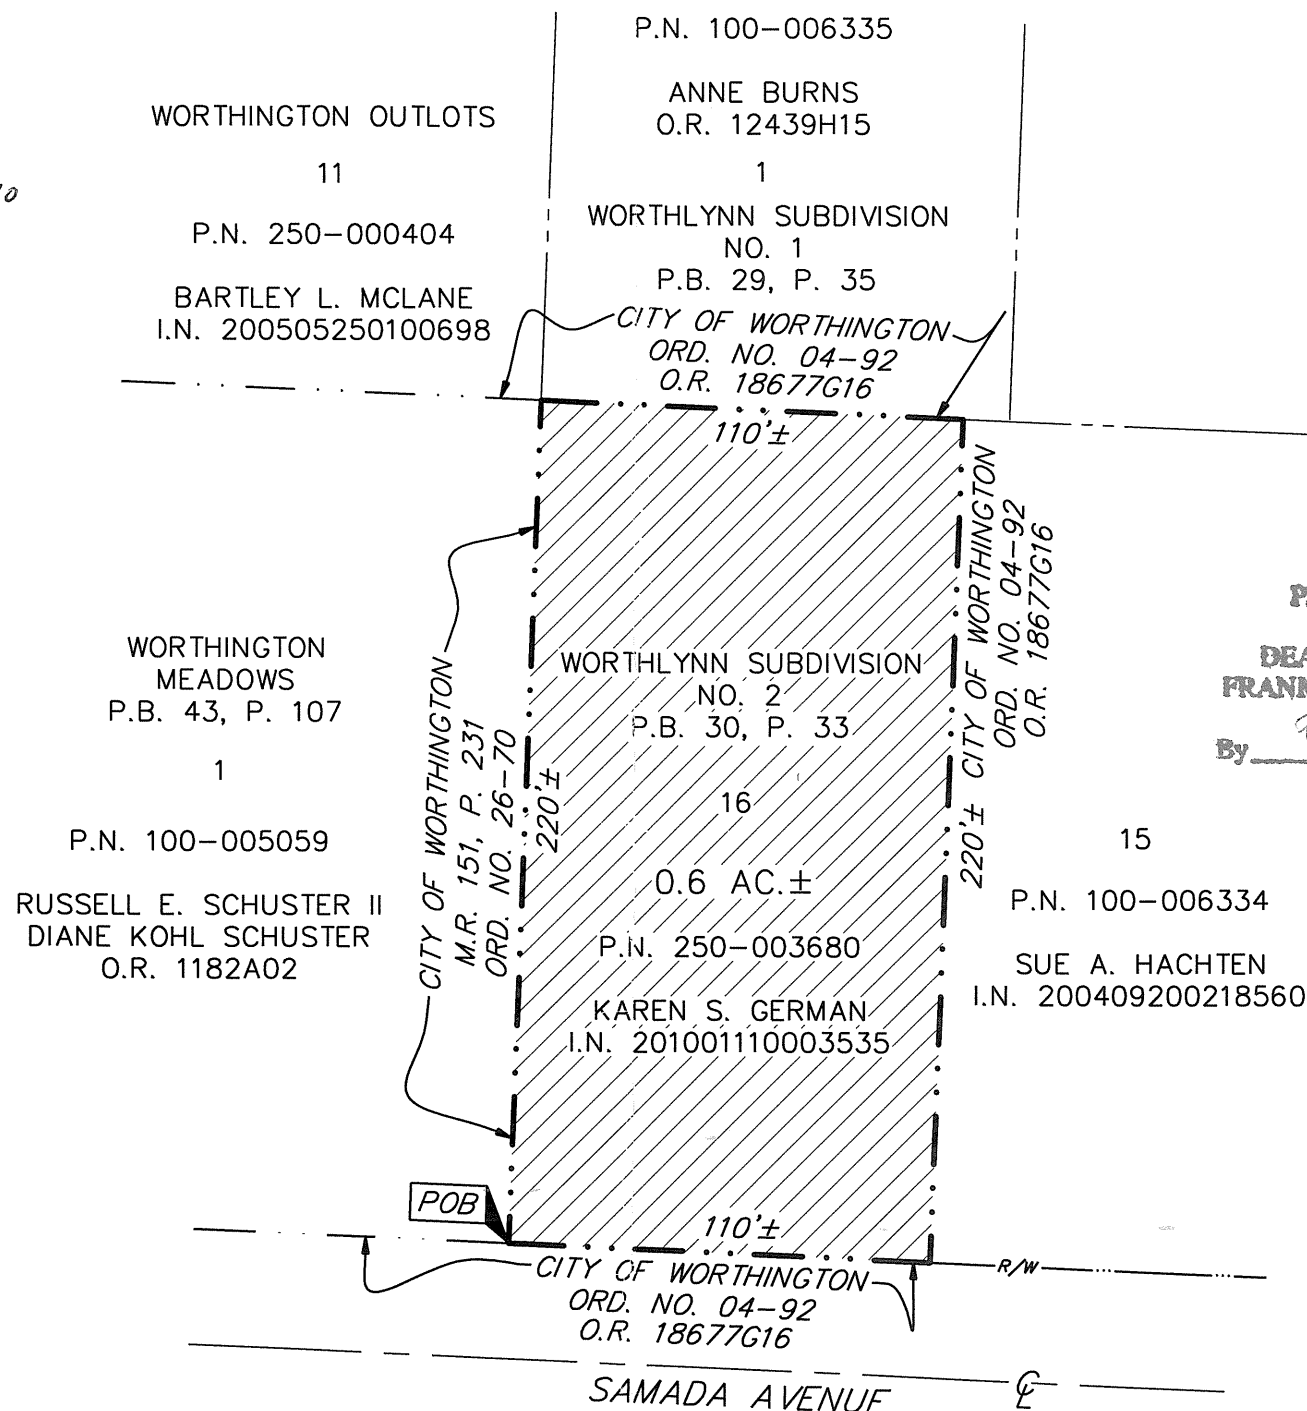 P.N. 100-006335
ANNE BURNS
O.R. 12439H15
1
WORTHLYNN SUBDIVISION
NO. 1
P.B. 29, P. 35
WORTHINGTON OUTLOTS
11
P.N. 250-000404
BARTLEY L. MCLANE
I.N. 200505250100698
CITY OF WORTHINGTON
ORD. NO. 04-92
O.R. 18677G16
110'±
CITY OF WORTHINGTON
ORD. NO. 04-92
O.R. 18677G16
220'±
WORTHINGTON
MEADOWS
P.B. 43, P. 107
1
P.N. 100-005059
RUSSELL E. SCHUSTER II
DIANE KOHL SCHUSTER
O.R. 1182A02
CITY OF WORTHINGTON
M.R. 151, P. 231
ORD. NO. 26-70
220'±
WORTHLYNN SUBDIVISION
NO. 2
P.B. 30, P. 33
16
0.6 AC.±
P.N. 250-003680
KAREN S. GERMAN
I.N. 201001110003535
By
15
P.N. 100-006334
SUE A. HACHTEN
I.N. 200409200218560
POB
110'±
R/W
CITY OF WORTHINGTON
ORD. NO. 04-92
O.R. 18677G16
SAMADA AVENUE
℄